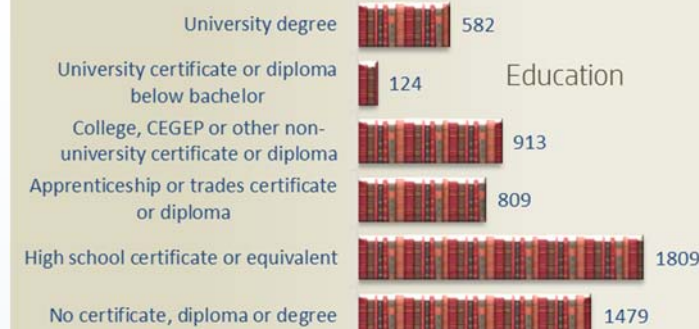 University degree 582
University certificate or diploma
below bachelor 124
Education
College, CEGEP or other non-
university certificate or diploma 913
Apprenticeship or trades certificate
or diploma 809
High school certificate or equivalent 1809
No certificate, diploma or degree 1479